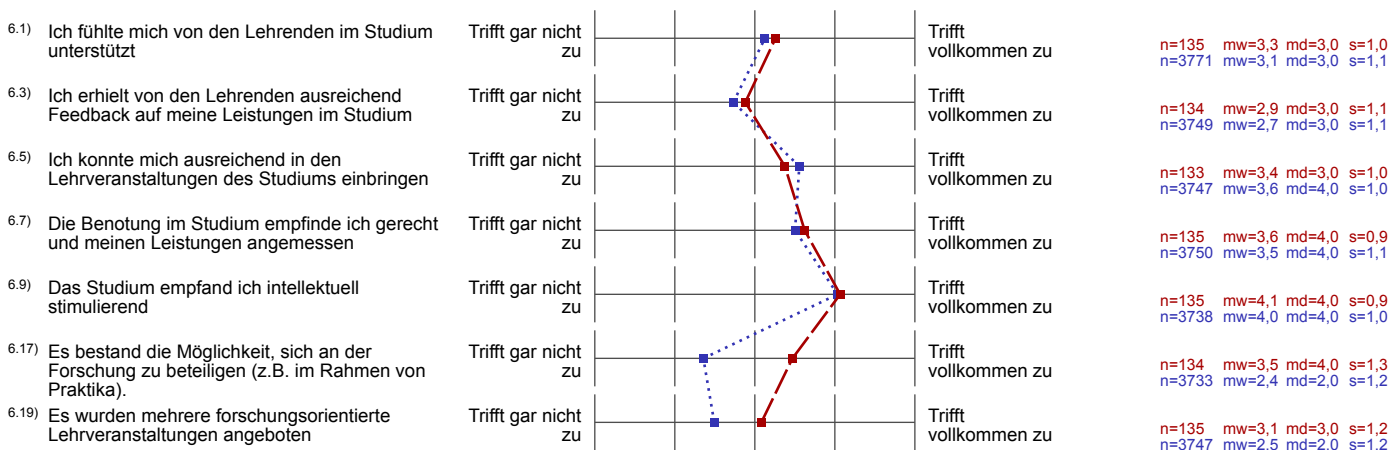 6.1) Ich fühlte mich von den Lehrenden im Studium
unterstützt
Trifft gar nicht
zu
Trifft
vollkommen zu
n=135 mw=3,3 md=3,0 s=1,0
n=3771 mw=3,1 md=3,0 s=1,1
6.3) Ich erhielt von den Lehrenden ausreichend
Feedback auf meine Leistungen im Studium
Trifft gar nicht
zu
Trifft
vollkommen zu
n=134 mw=2,9 md=3,0 s=1,1
n=3749 mw=2,7 md=3,0 s=1,1
6.5) Ich konnte mich ausreichend in den
Lehrveranstaltungen des Studiums einbringen
Trifft gar nicht
zu
Trifft
vollkommen zu
n=133 mw=3,4 md=3,0 s=1,0
n=3747 mw=3,6 md=4,0 s=1,0
6.7) Die Benotung im Studium empfinde ich gerecht
und meinen Leistungen angemessen
Trifft gar nicht
zu
Trifft
vollkommen zu
n=135 mw=3,6 md=4,0 s=0,9
n=3750 mw=3,5 md=4,0 s=1,1
6.9) Das Studium empfand ich intellektuell
stimulierend
Trifft gar nicht
zu
Trifft
vollkommen zu
n=135 mw=4,1 md=4,0 s=0,9
n=3738 mw=4,0 md=4,0 s=1,0
6.17) Es bestand die Möglichkeit, sich an der
Forschung zu beteiligen (z.B. im Rahmen von
Praktika).
Trifft gar nicht
zu
Trifft
vollkommen zu
n=134 mw=3,5 md=4,0 s=1,3
n=3733 mw=2,4 md=2,0 s=1,2
6.19) Es wurden mehrere forschungsorientierte
Lehrveranstaltungen angeboten
Trifft gar nicht
zu
Trifft
vollkommen zu
n=135 mw=3,1 md=3,0 s=1,2
n=3747 mw=2,5 md=2,0 s=1,2